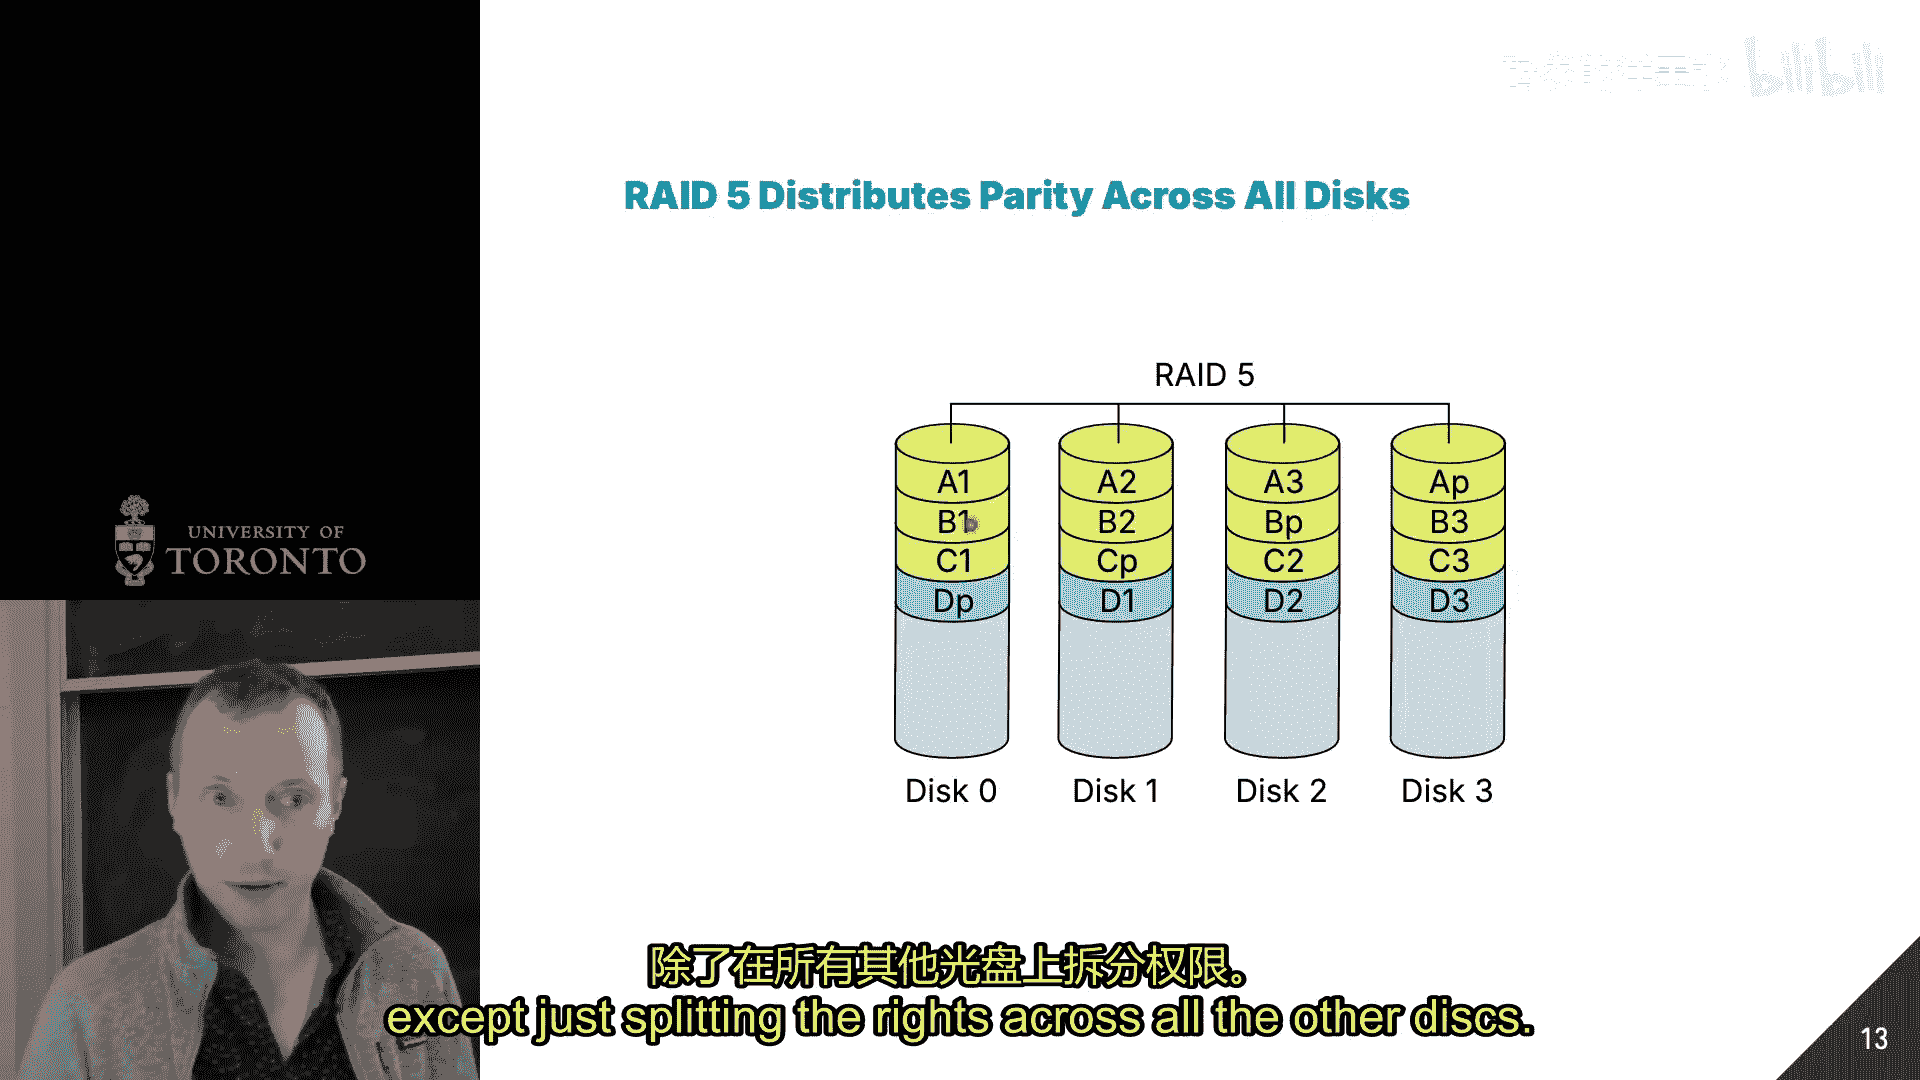 bilibili
RAID 5 Distributes Parity Across All Disks
RAID 5
A1 A2 A3 Ap
B1 B2 Bp B3
C1 Cp C2 C3
Dp D1 D2 D3
Disk 0 Disk 1 Disk 2 Disk 3
UNIVERSITY OF
TORONTO
除了在所有其他光盘上拆分权限。
except just splitting the rights across all the other discs.
13